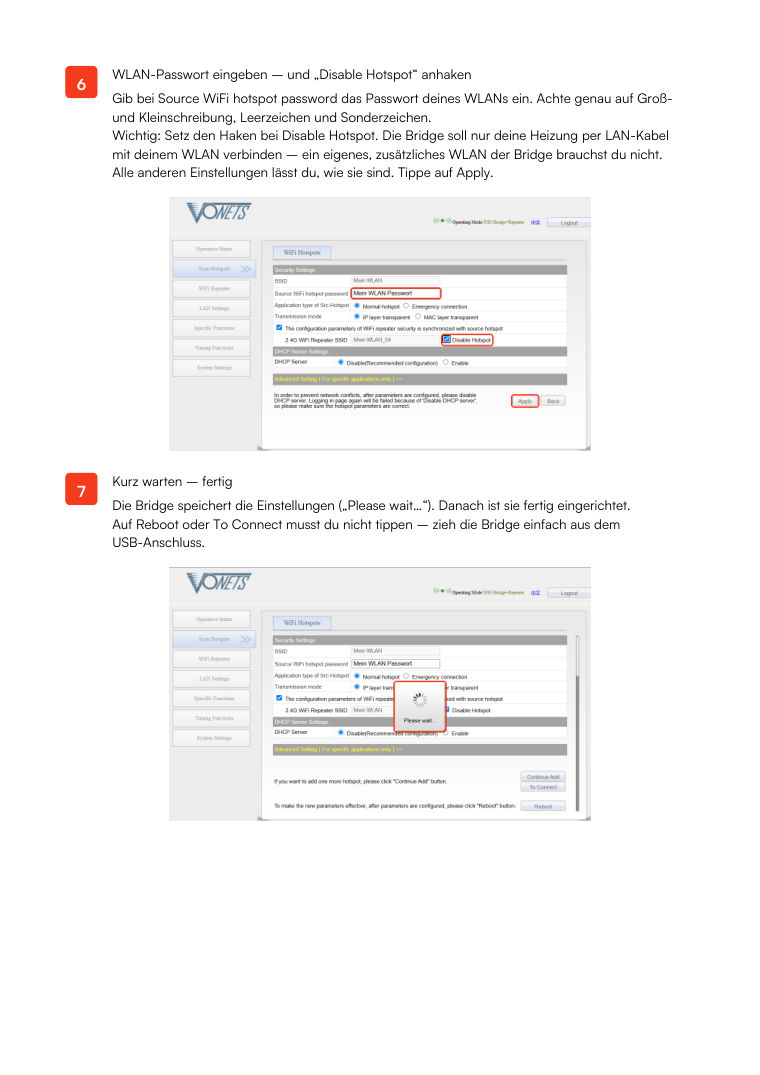 6
WLAN-Passwort eingeben — und „Disable Hotspot“ anhaken
Gib bei Source WiFi hotspot password das Passwort deines WLANs ein. Achte genau auf Groß-
und Kleinschreibung, Leerzeichen und Sonderzeichen.
Wichtig: Setz den Haken bei Disable Hotspot. Die Bridge soll nur deine Heizung per LAN-Kabel
mit deinem WLAN verbinden — ein eigenes, zusätzliches WLAN der Bridge brauchst du nicht.
Alle anderen Einstellungen lässt du, wie sie sind. Tippe auf Apply.
VONETS
Operating Mode WiFi Bridge+Repeater
Logout
Operative Status
Scan Hotspots
WiFi Repeater
LAN Settings
Specific Functions
Timing Functions
System Settings
WiFi Hotspots
Security Settings
SSID Mein WLAN
Source WiFi hotspot password Mein WLAN Passwort
Application type of Src-Hotspot Normal hotspot Emergency connection
Transmission mode IP layer transparent MAC layer transparent
The configuration parameters of WiFi repeater security is synchronized with source hotspot
2.4G WiFi Repeater SSID Mein WLAN_04 Disable Hotspot
DHCP Server Settings
DHCP Server Disable(Recommended configuration) Enable
Advanced Setting ( For specific applications only ) >>
In order to prevent network conflicts, after parameters are configured, please disable
DHCP server. Logging in page again will be failed because of "Disable DHCP server",
so please make sure the hotspot parameters are correct.
Apply Back
7
Kurz warten — fertig
Die Bridge speichert die Einstellungen („Please wait…“). Danach ist sie fertig eingerichtet.
Auf Reboot oder To Connect musst du nicht tippen — zieh die Bridge einfach aus dem
USB-Anschluss.
VONETS
Operating Mode WiFi Bridge+Repeater
Logout
Operative Status
Scan Hotspots
WiFi Repeater
LAN Settings
Specific Functions
Timing Functions
System Settings
WiFi Hotspots
Security Settings
SSID Mein WLAN
Source WiFi hotspot password Mein WLAN Passwort
Application type of Src-Hotspot Normal hotspot Emergency connection
Transmission mode IP layer tran r transparent
The configuration parameters of WiFi repeate ized with source hotspot
2.4G WiFi Repeater SSID Mein WLAN Disable Hotspot
Please wait...
DHCP Server Settings
DHCP Server Disable(Recommended configuration) Enable
Advanced Setting ( For specific applications only ) >>
If you want to add one more hotspot, please click "Continue Add" button.
Continue Add
To Connect
To make the new parameters effective, after parameters are configured, please click "Reboot" button.
Reboot